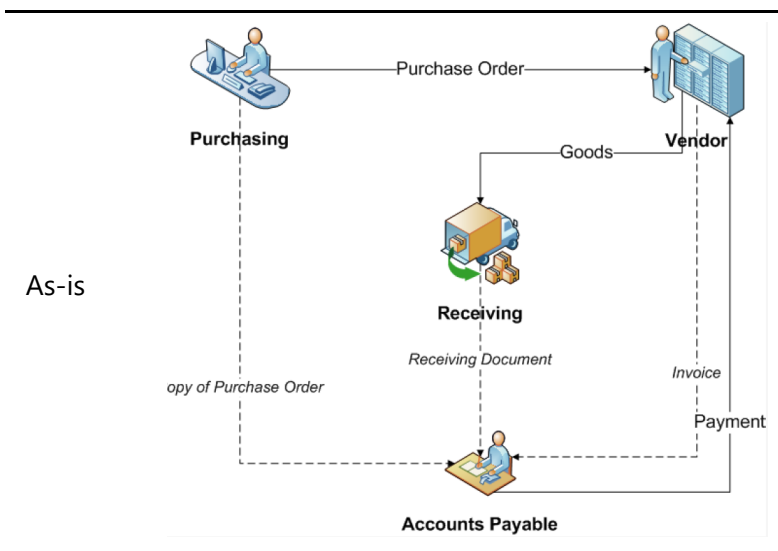 Purchase Order
Purchasing
Vendor
Goods
As-is
Receiving
Receiving Document
Invoice
opy of Purchase Order
Payment
Accounts Payable